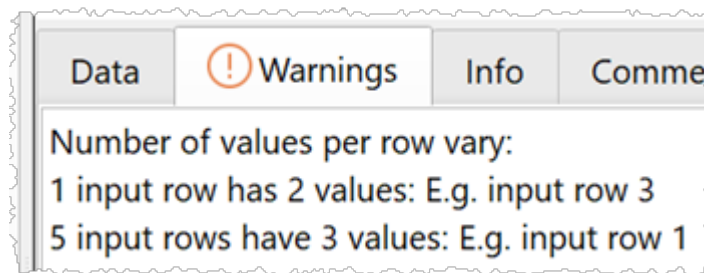 Data Warnings Info Comme
Number of values per row vary:
1 input row has 2 values: E.g. input row 3
5 input rows have 3 values: E.g. input row 1